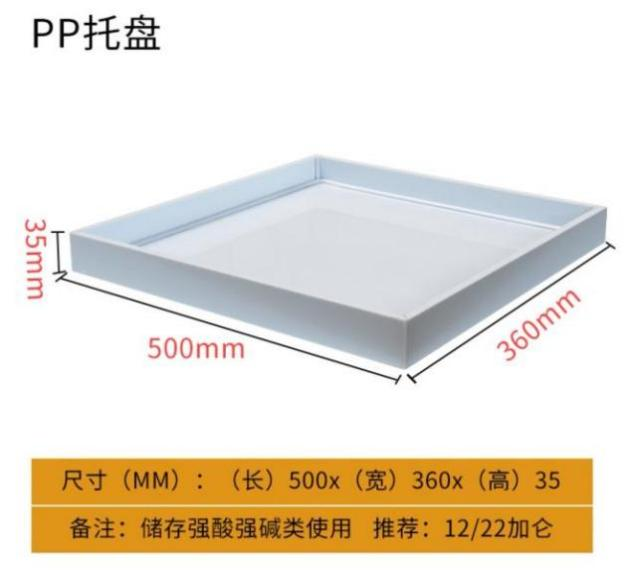 PP托盘
35mm
500mm
360mm
尺寸（MM）：（长）500x（宽）360x（高）35
备注：储存强酸强碱类使用 推荐：12/22加仑